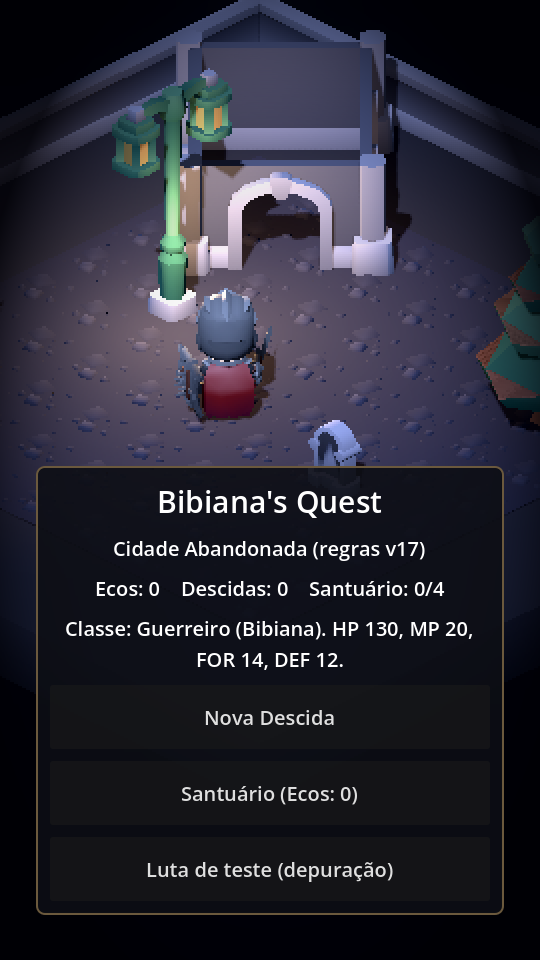 Bibiana's Quest
Cidade Abandonada (regras v17)
Ecos: 0 Descidas: 0 Santuário: 0/4
Classe: Guerreiro (Bibiana). HP 130, MP 20,
FOR 14, DEF 12.
Nova Descida
Santuário (Ecos: 0)
Luta de teste (depuração)